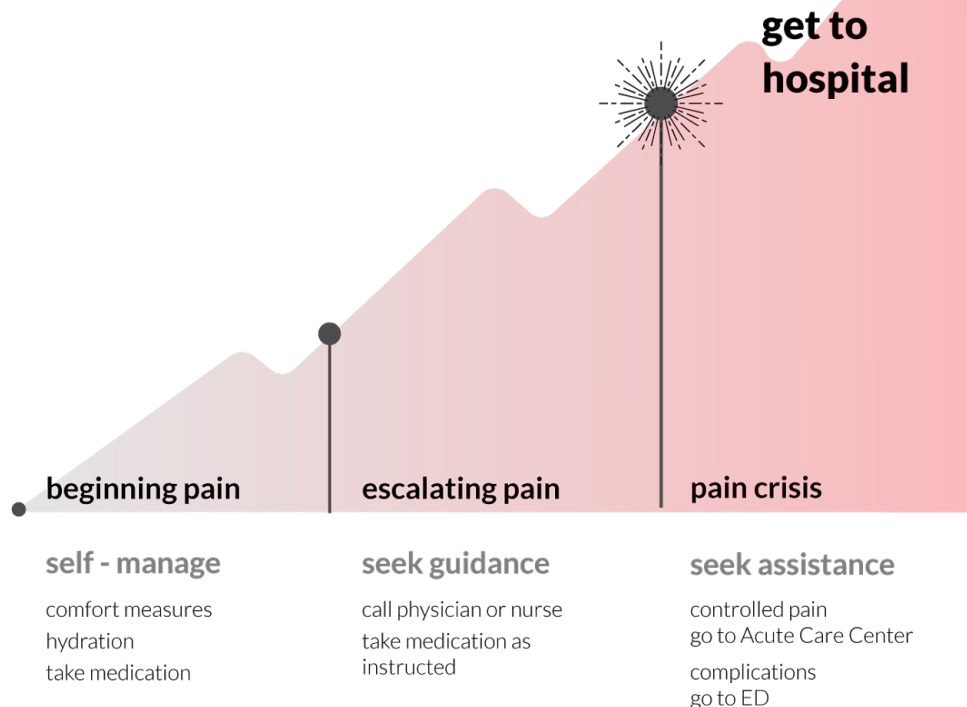 get to
hospital
beginning pain
escalating pain
pain crisis
self - manage
comfort measures
hydration
take medication
seek guidance
call physician or nurse
take medication as
instructed
seek assistance
controlled pain
go to Acute Care Center
complications
go to ED